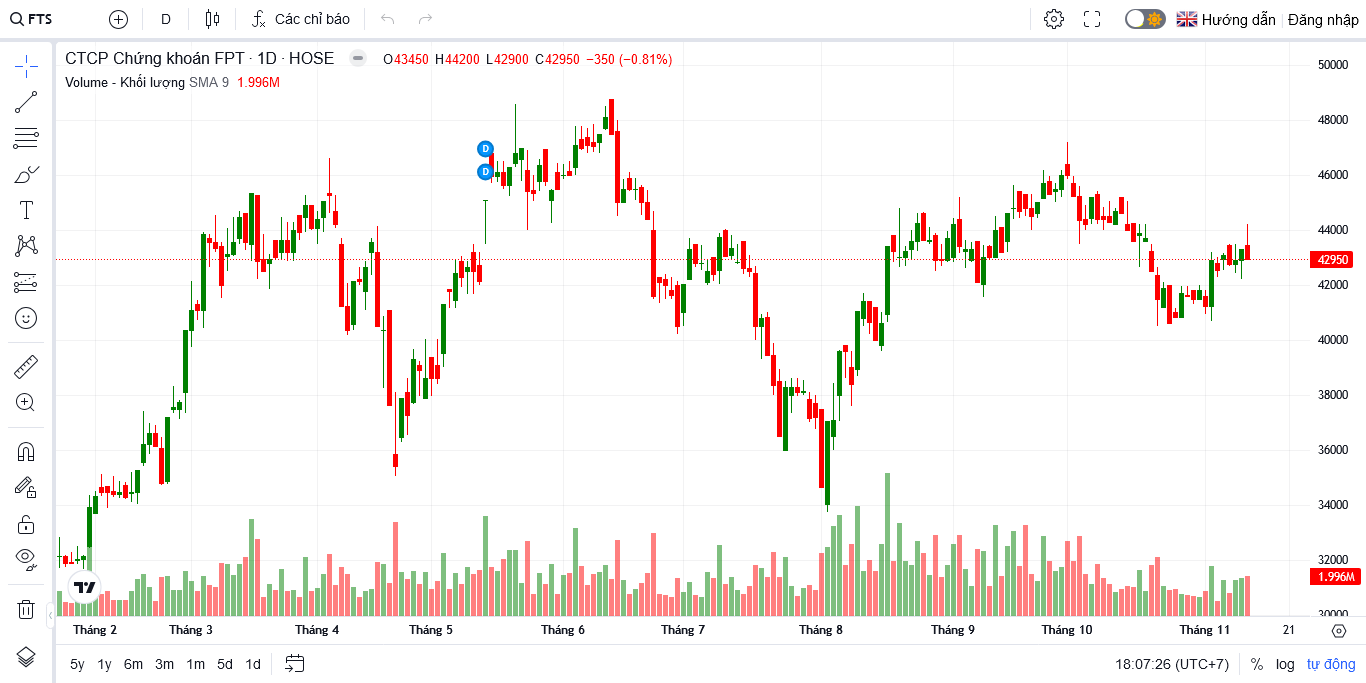 FTS D Các chỉ báo Hướng dẫn Đăng nhập
CTCP Chứng khoán FPT · 1D · HOSE O43450 H44200 L42900 C42950 −350 (−0.81%)
Volume - Khối lượng SMA 9 1.996M
50000
48000
D
D
46000
44000
42950
42000
40000
38000
36000
34000
32000
1.996M
30000
Tháng 2 Tháng 3 Tháng 4 Tháng 5 Tháng 6 Tháng 7 Tháng 8 Tháng 9 Tháng 10 Tháng 11 21
5y 1y 6m 3m 1m 5d 1d 18:07:26 (UTC+7) % log tự động